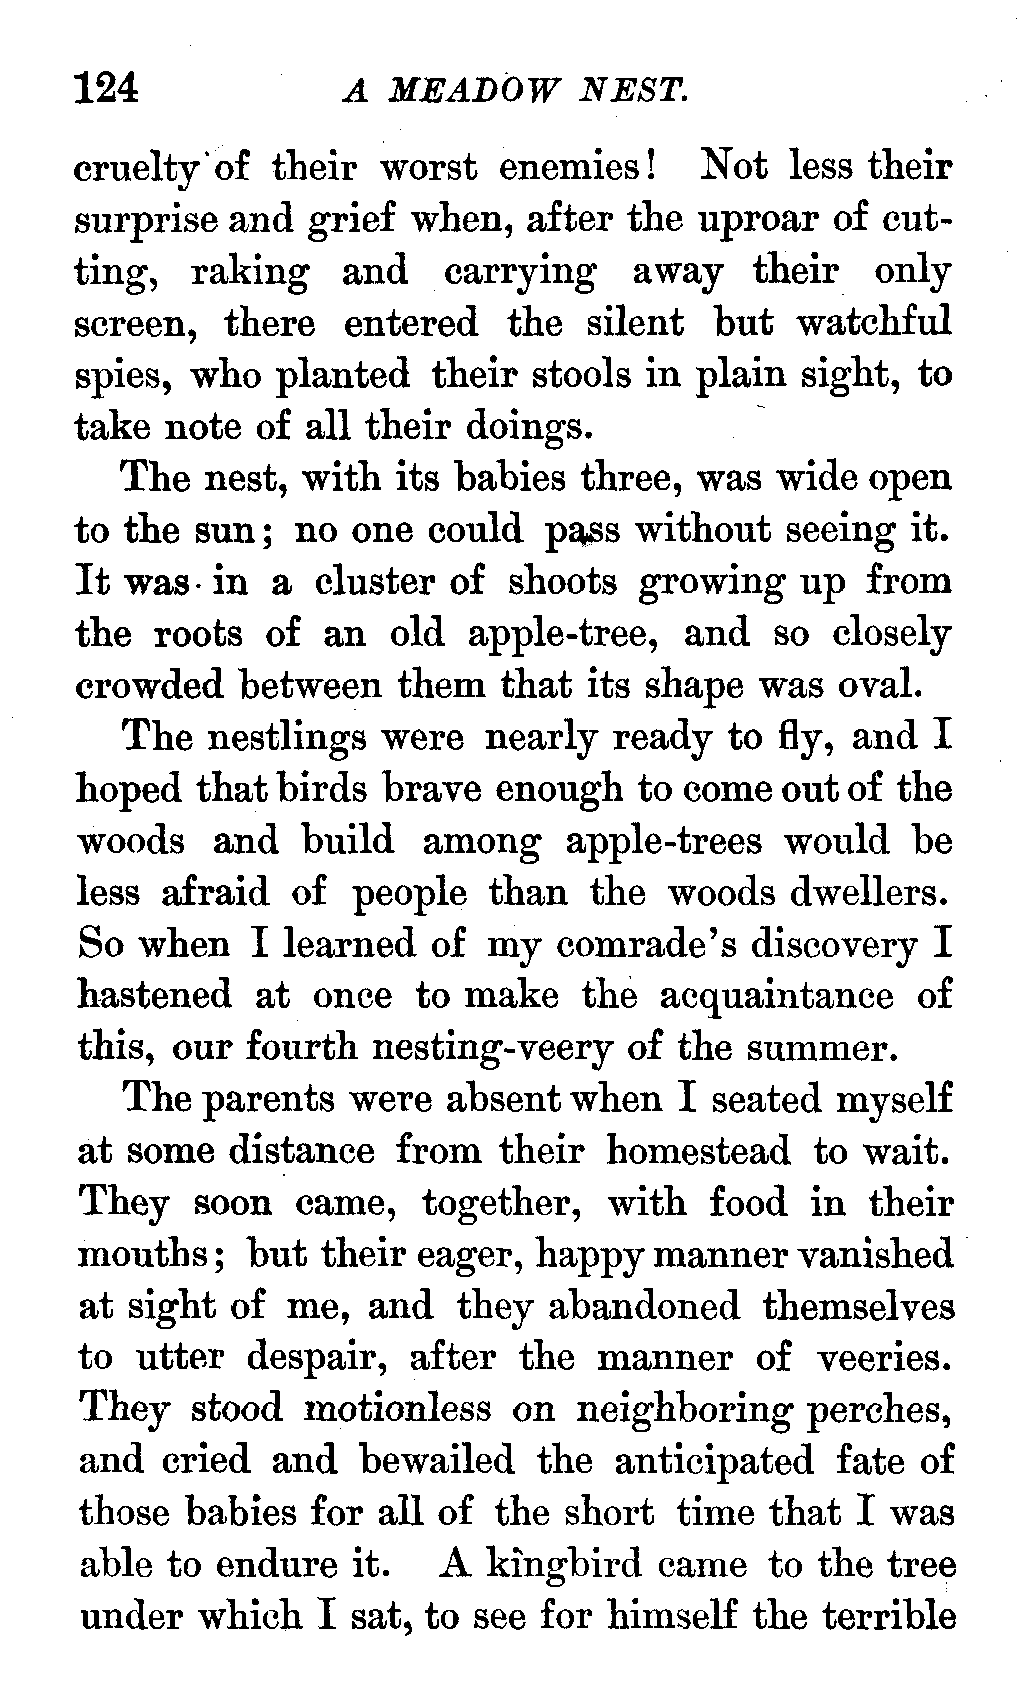 124 A MEADOW NEST.
cruelty of their worst enemies! Not less their
surprise and grief when, after the uproar of cut-
ting, raking and carrying away their only
screen, there entered the silent but watchful
spies, who planted their stools in plain sight, to
take note of all their doings.
The nest, with its babies three, was wide open
to the sun; no one could pass without seeing it.
It was in a cluster of shoots growing up from
the roots of an old apple-tree, and so closely
crowded between them that its shape was oval.
The nestlings were nearly ready to fly, and I
hoped that birds brave enough to come out of the
woods and build among apple-trees would be
less afraid of people than the woods dwellers.
So when I learned of my comrade's discovery I
hastened at once to make the acquaintance of
this, our fourth nesting-veery of the summer.
The parents were absent when I seated myself
at some distance from their homestead to wait.
They soon came, together, with food in their
mouths; but their eager, happy manner vanished
at sight of me, and they abandoned themselves
to utter despair, after the manner of veeries.
They stood motionless on neighboring perches,
and cried and bewailed the anticipated fate of
those babies for all of the short time that I was
able to endure it. A kingbird came to the tree
under which I sat, to see for himself the terrible